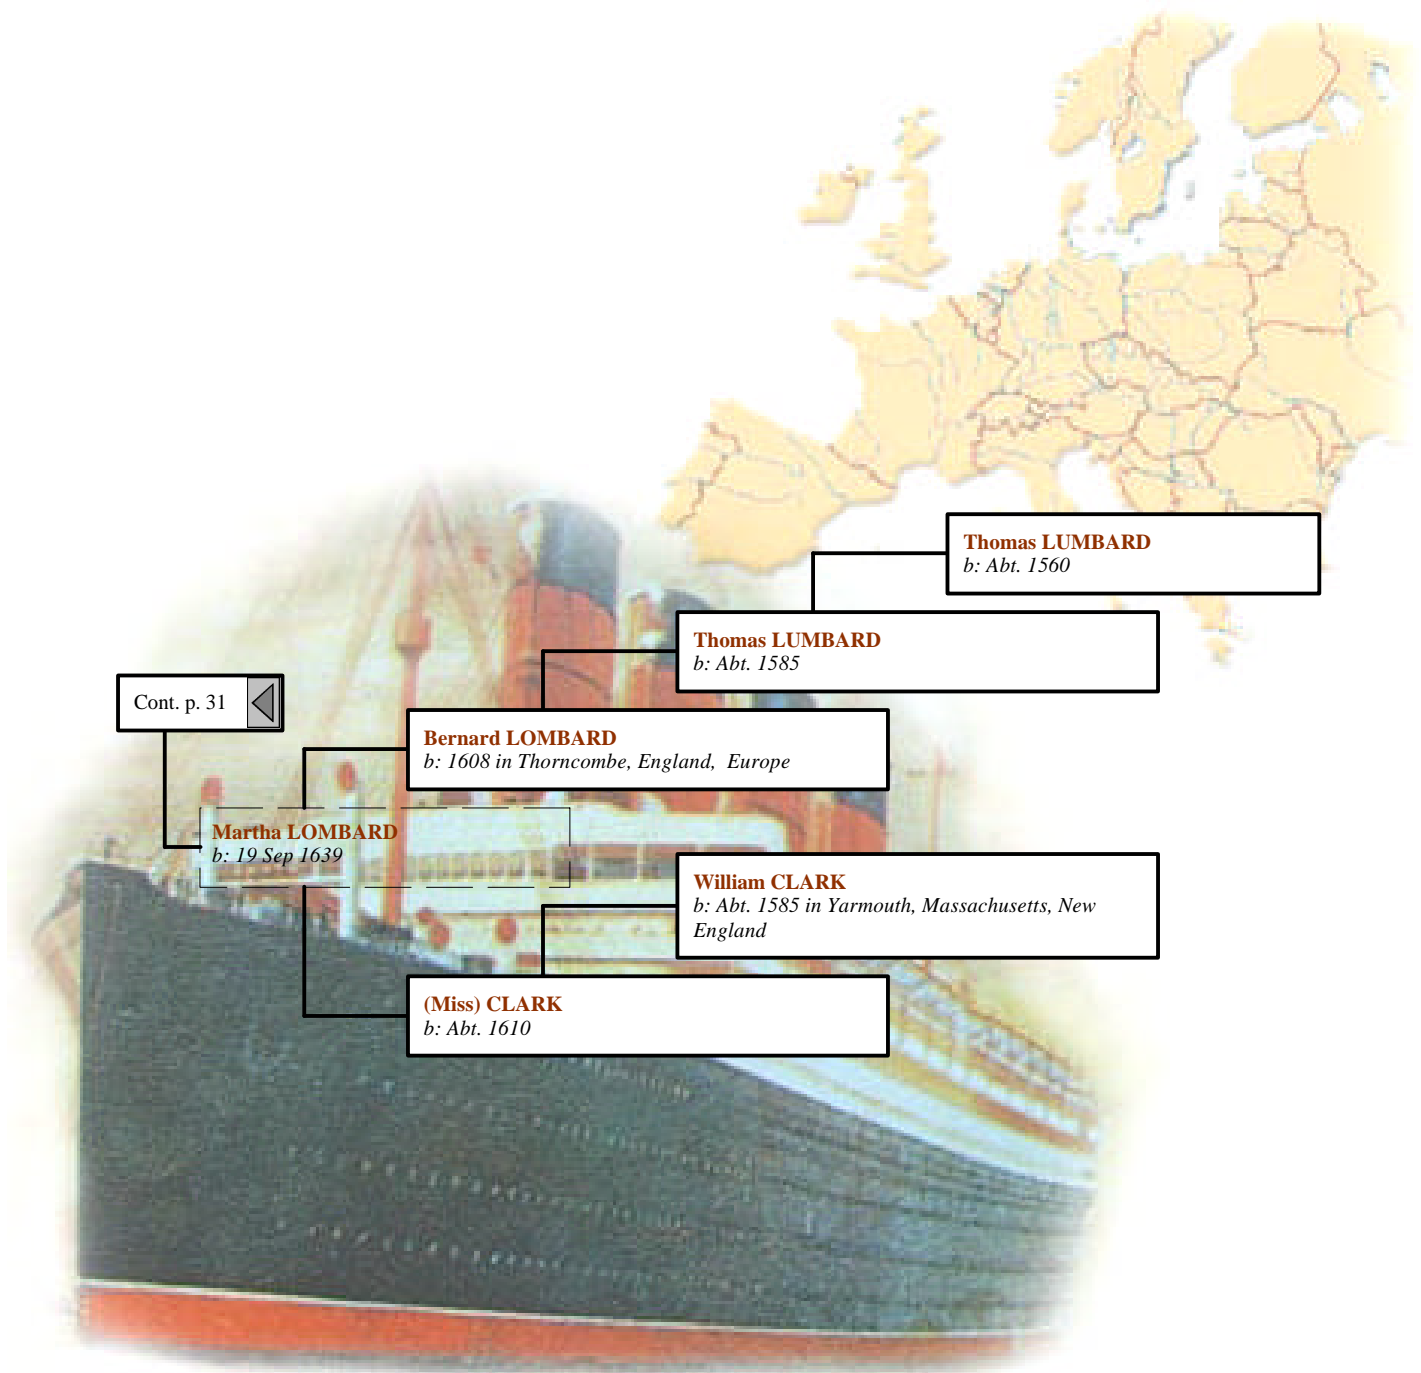 Thomas LUMBARD
b: Abt. 1560
Thomas LUMBARD
b: Abt. 1585
Cont. p. 31
Bernard LOMBARD
b: 1608 in Thorncombe, England,  Europe
Martha LOMBARD
b: 19 Sep 1639
William CLARK
b: Abt. 1585 in Yarmouth, Massachusetts, New
England
(Miss) CLARK
b: Abt. 1610